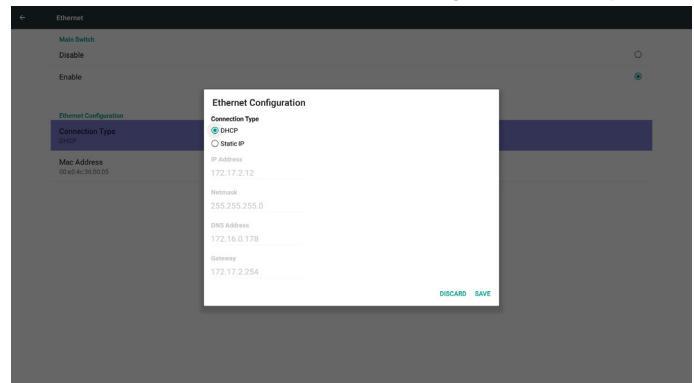 Ethernet
Main Switch
Disable
Enable
Ethernet Configuration
Connection Type
DHCP
Mac Address
00:e0:4c:36:00:05
Ethernet Configuration
Connection Type
DHCP
Static IP
IP Address
172.17.2.12
Netmask
255.255.255.0
DNS Address
172.16.0.178
Gateway
172.17.2.254
DISCARD SAVE